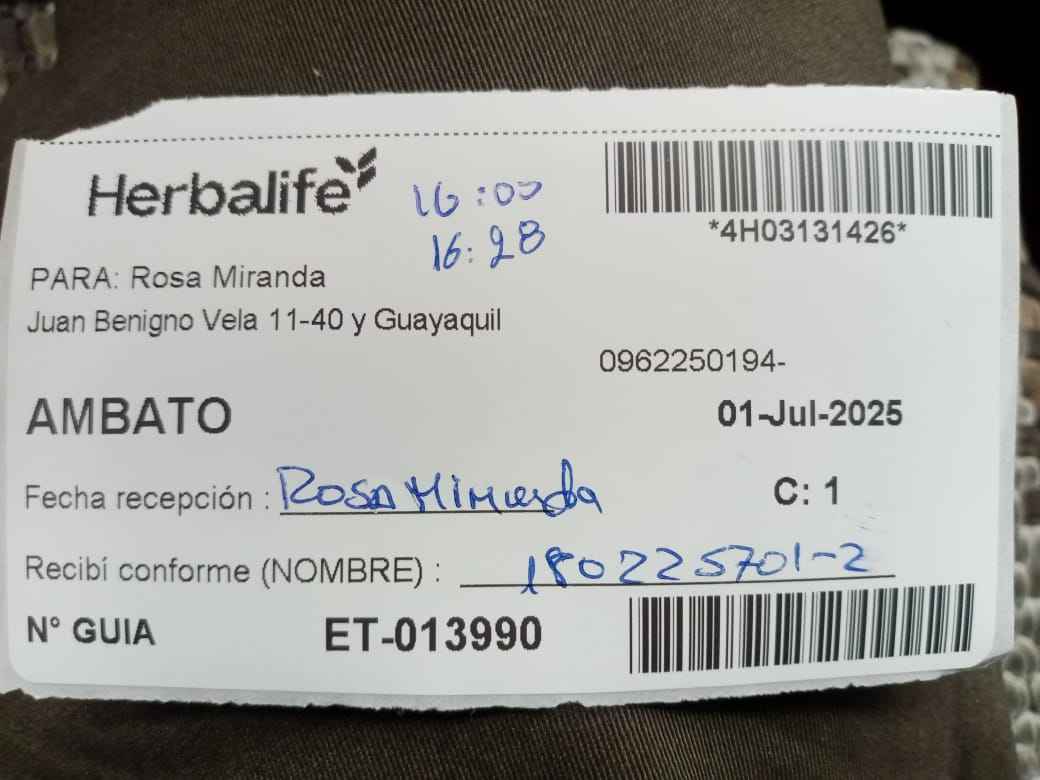 Herbalife
16:00
16:28
*4H03131426*
PARA: Rosa Miranda
Juan Benigno Vela 11-40 y Guayaquil
0962250194-
AMBATO
01-Jul-2025
Fecha recepción : Rosa Miranda
C: 1
Recibí conforme (NOMBRE) : 180225701-2
N° GUIA
ET-013990